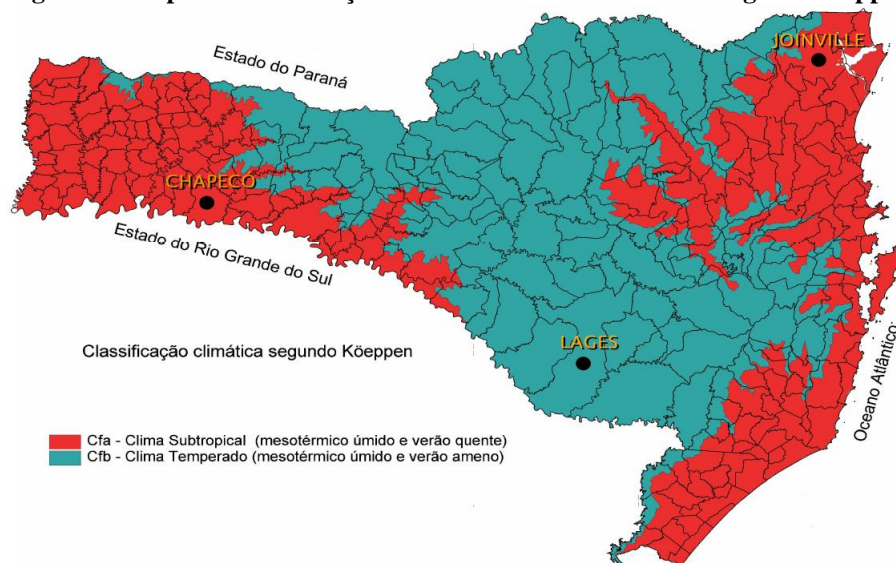 Estado do Paraná
JOINVILLE
CHAPECÓ
Estado do Rio Grande do Sul
LAGES
Classificação climática segundo Köeppen
Oceano Atlântico
Cfa - Clima Subtropical (mesotérmico úmido e verão quente)
Cfb - Clima Temperado (mesotérmico úmido e verão ameno)